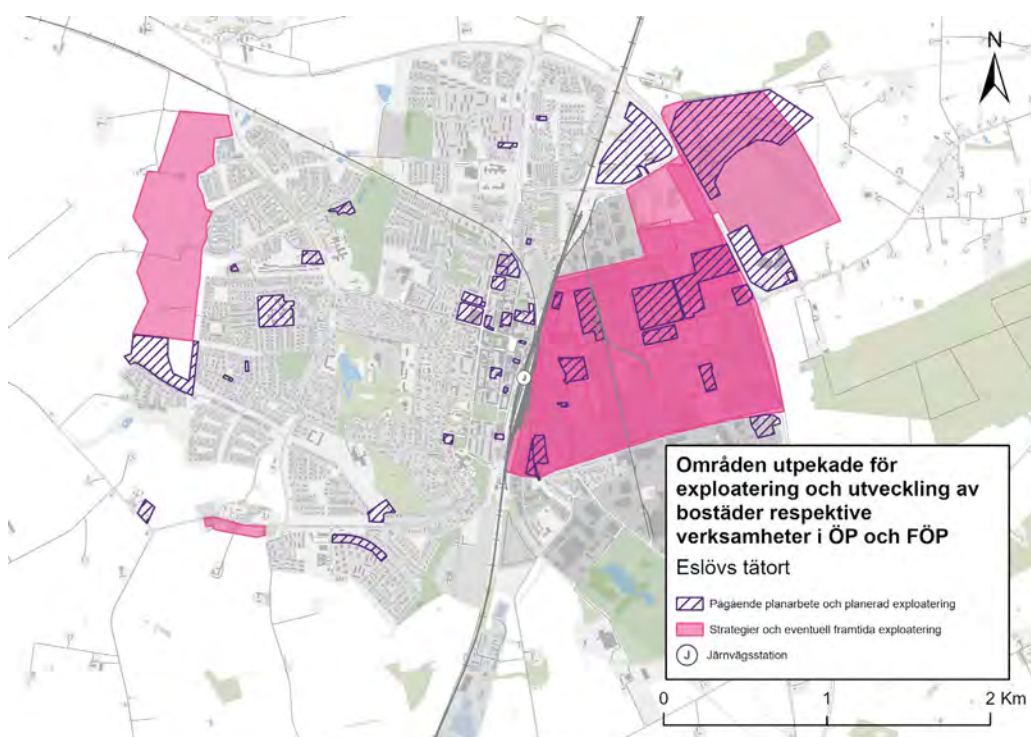 N
J
Områden utpekade för
exploatering och utveckling av
bostäder respektive
verksamheter i ÖP och FÖP
Eslövs tätort
Pågående planarbete och planerad exploatering
Strategier och eventuell framtida exploatering
J Järnvägsstation
0 1 2 Km